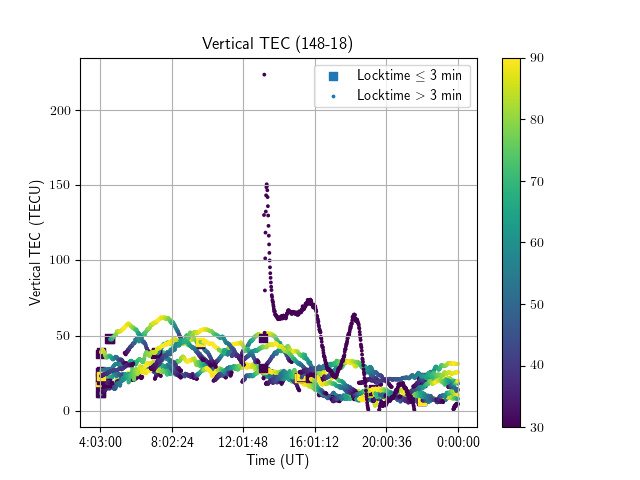 Vertical TEC (148-18)
Locktime ≤ 3 min
Locktime > 3 min
Vertical TEC (TECU)
200
150
100
50
0
4:03:00 8:02:24 12:01:48 16:01:12 20:00:36 0:00:00
Time (UT)
90
80
70
60
50
40
30